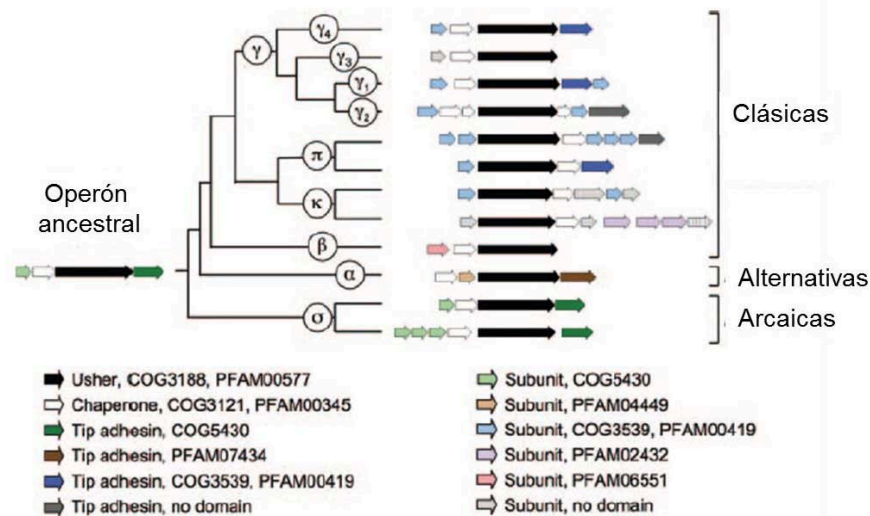 γ4
γ
γ3
γ1
γ2
Clásicas
π
Operón
ancestral
κ
β
α
Alternativas
σ
Arcaicas
Usher, COG3188, PFAM00577
Chaperone, COG3121, PFAM00345
Tip adhesin, COG5430
Tip adhesin, PFAM07434
Tip adhesin, COG3539, PFAM00419
Tip adhesin, no domain
Subunit, COG5430
Subunit, PFAM04449
Subunit, COG3539, PFAM00419
Subunit, PFAM02432
Subunit, PFAM06551
Subunit, no domain